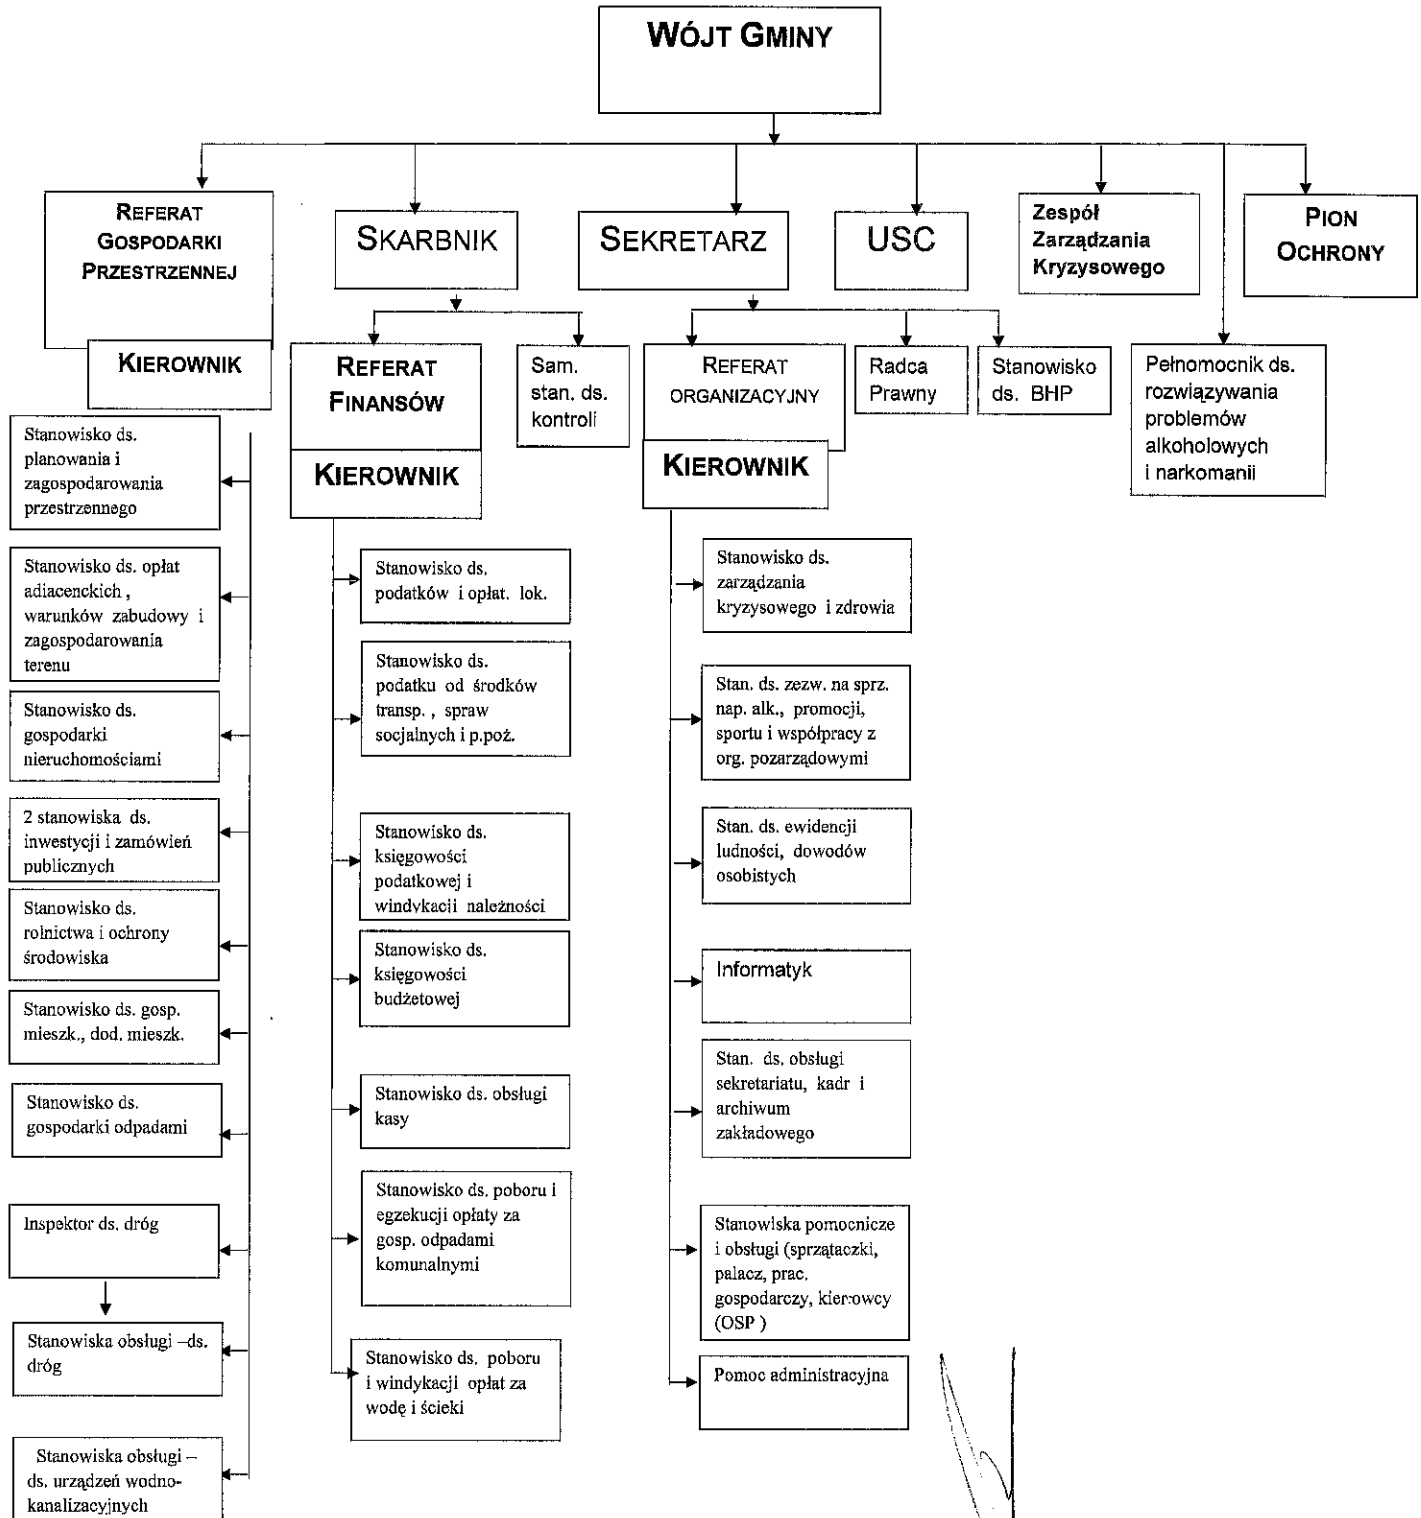 WÓJT GMINY
REFERAT
GOSPODARKI
PRZESTRZENNEJ
KIEROWNIK
SKARBNIK
SEKRETARZ
USC
Zespół
Zarządzania
Kryzysowego
PION
OCHRONY
REFERAT
FINANSÓW
KIEROWNIK
Sam.
stan. ds.
kontroli
REFERAT
ORGANIZACYJNY
KIEROWNIK
Radca
Prawny
Stanowisko
ds. BHP
Pełnomocnik ds.
rozwiązywania
problemów
alkoholowych
i narkomanii
Stanowisko ds.
planowania i
zagospodarowania
przestrzennego
Stanowisko ds. opłat
adiacenckich ,
warunków zabudowy i
zagospodarowania
terenu
Stanowisko ds.
gospodarki
nieruchomościami
2 stanowiska ds.
inwestycji i zamówień
publicznych
Stanowisko ds.
rolnictwa i ochrony
środowiska
Stanowisko ds. gosp.
mieszk., dod. mieszk.
Stanowisko ds.
gospodarki odpadami
Inspektor ds. dróg
Stanowiska obsługi –ds.
dróg
Stanowiska obsługi –
ds. urządzeń wodno-
kanalizacyjnych
Stanowisko ds.
podatków i opłat. lok.
Stanowisko ds.
podatku od środków
transp. , spraw
socjalnych i p.poż.
Stanowisko ds.
księgowości
podatkowej i
windykacji należności
Stanowisko ds.
księgowości
budżetowej
Stanowisko ds. obsługi
kasy
Stanowisko ds. poboru i
egzekucji opłaty za
gosp. odpadami
komunalnymi
Stanowisko ds. poboru
i windykacji opłat za
wodę i ścieki
Stanowisko ds.
zarządzania
kryzysowego i zdrowia
Stan. ds. zezw. na sprz.
nap. alk., promocji,
sportu i współpracy z
org. pozarządowymi
Stan. ds. ewidencji
ludności, dowodów
osobistych
Informatyk
Stan. ds. obsługi
sekretariatu, kadr i
archiwum
zakładowego
Stanowiska pomocnicze
i obsługi (sprzątaczki,
palacz, prac.
gospodarczy, kierowcy
(OSP )
Pomoc administracyjna